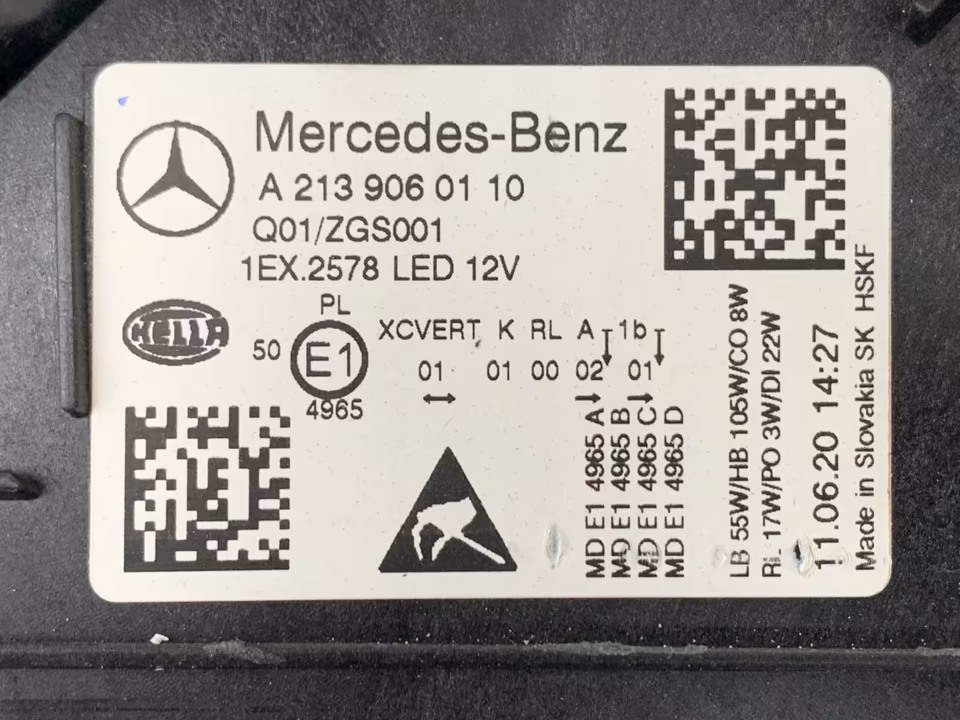 Mercedes-Benz
A 213 906 01 10
Q01/ZGS001
1EX.2578 LED 12V
HELLA
PL
50 E1
4965
XCVERT K RL A 1b
01 01 00 02 01
MD E1 4965 A
MD E1 4965 B
MD E1 4965 C
MD E1 4965 D
LB 55W/HB 105W/CO 8W
RL 17W/PO 3W/DI 22W
11.06.20 14:27
Made in Slovakia SK HSKF